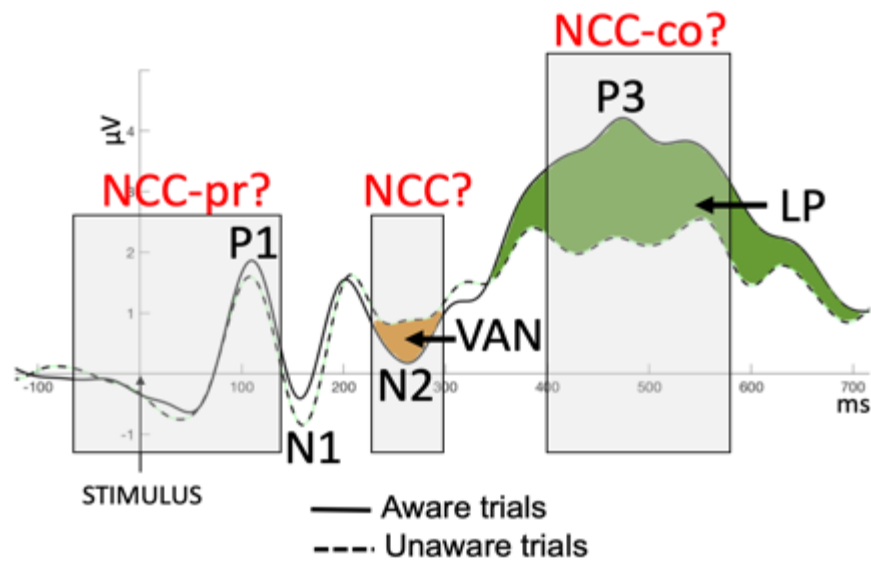 NCC-co?
P3
μV
4
NCC-pr?
NCC?
3
LP
P1
2
1
VAN
N2
-100
100
200
300
400
500
600
700
ms
-1
N1
STIMULUS
Aware trials
Unaware trials